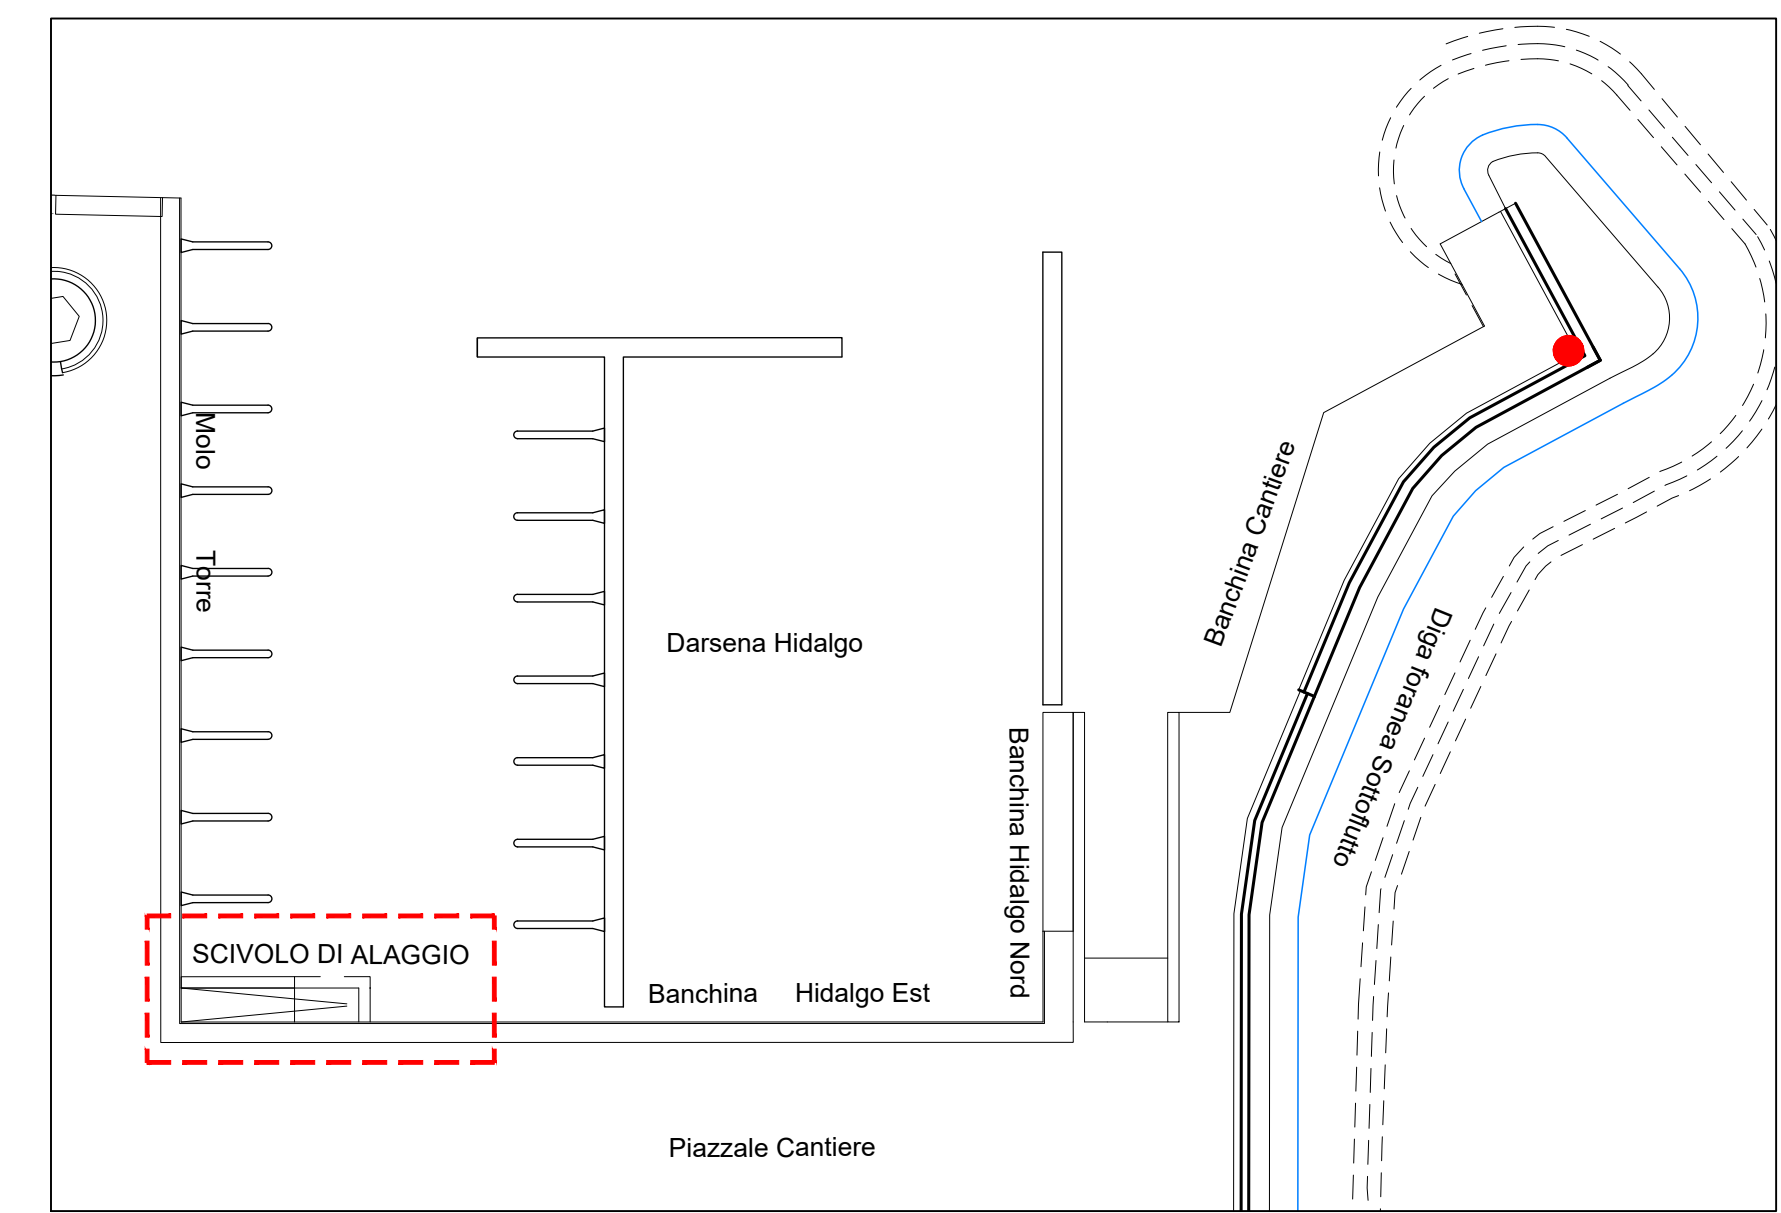 Molo Torre
Banchina Cantiere
Diga foranea Sottoflutto
Darsena Hidalgo
Banchina Hidalgo Nord
SCIVOLO DI ALAGGIO
Banchina Hidalgo Est
Piazzale Cantiere